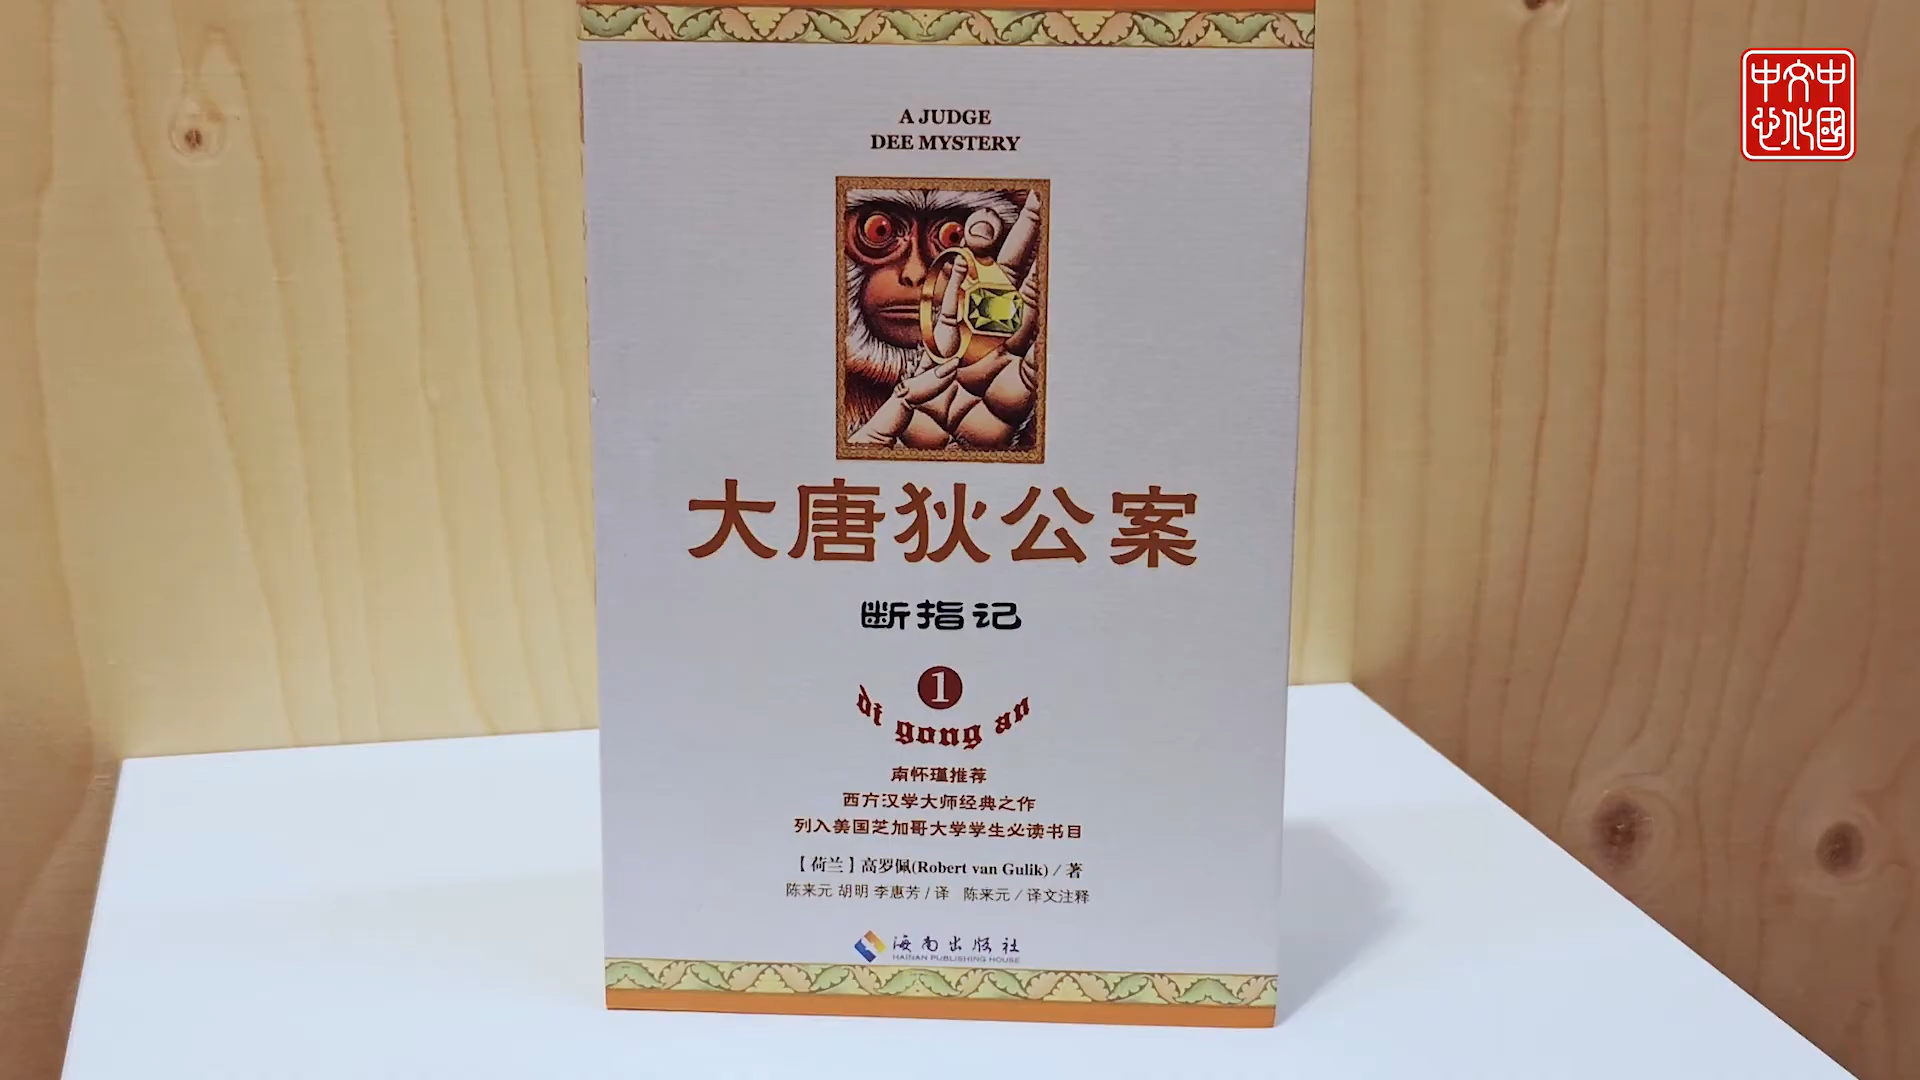 A JUDGE
DEE MYSTERY
大唐狄公案
断指记
1
di gong an
南怀瑾推荐
西方汉学大师经典之作
列入美国芝加哥大学学生必读书目
【荷兰】高罗佩(Robert van Gulik)/著
陈来元 胡明 李惠芳/译 陈来元/译文注释
海南出版社
HAINAN PUBLISHING HOUSE
中国
文化
中心